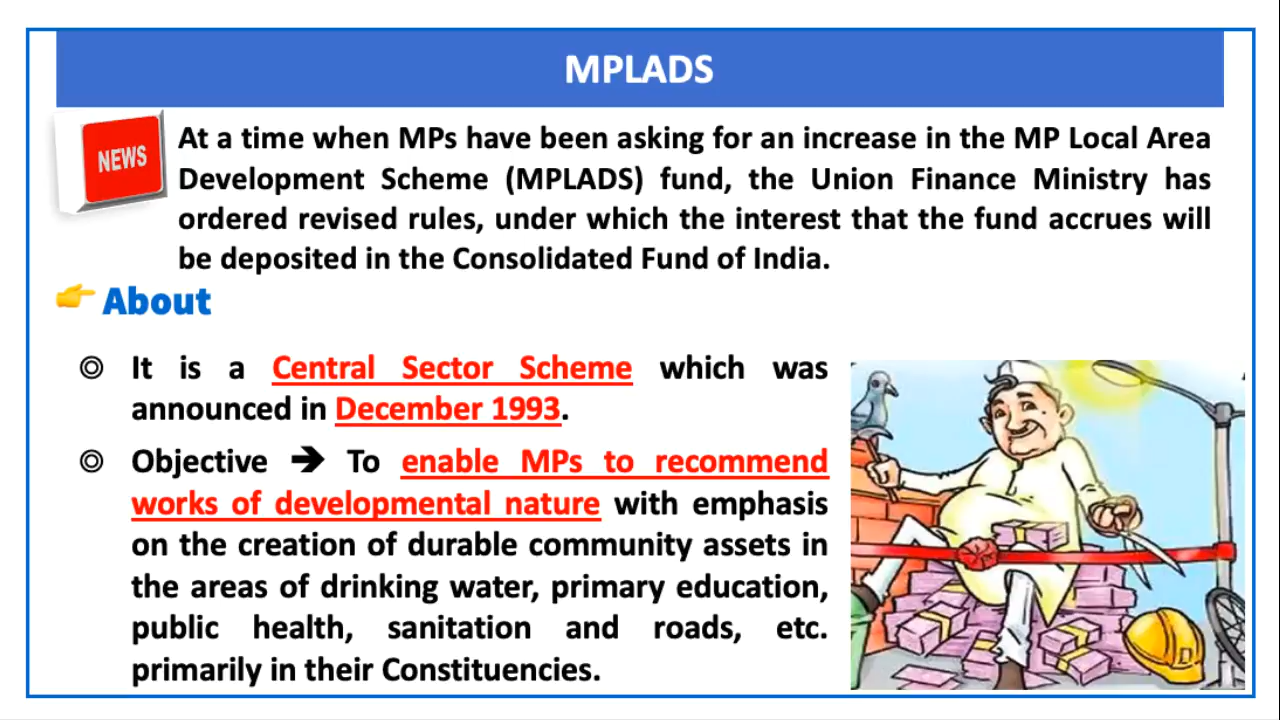 MPLADS
NEWS
At a time when MPs have been asking for an increase in the MP Local Area
Development Scheme (MPLADS) fund, the Union Finance Ministry has
ordered revised rules, under which the interest that the fund accrues will
be deposited in the Consolidated Fund of India.
About
It is a Central Sector Scheme which was
announced in December 1993.
Objective ➔ To enable MPs to recommend
works of developmental nature with emphasis
on the creation of durable community assets in
the areas of drinking water, primary education,
public health, sanitation and roads, etc.
primarily in their Constituencies.